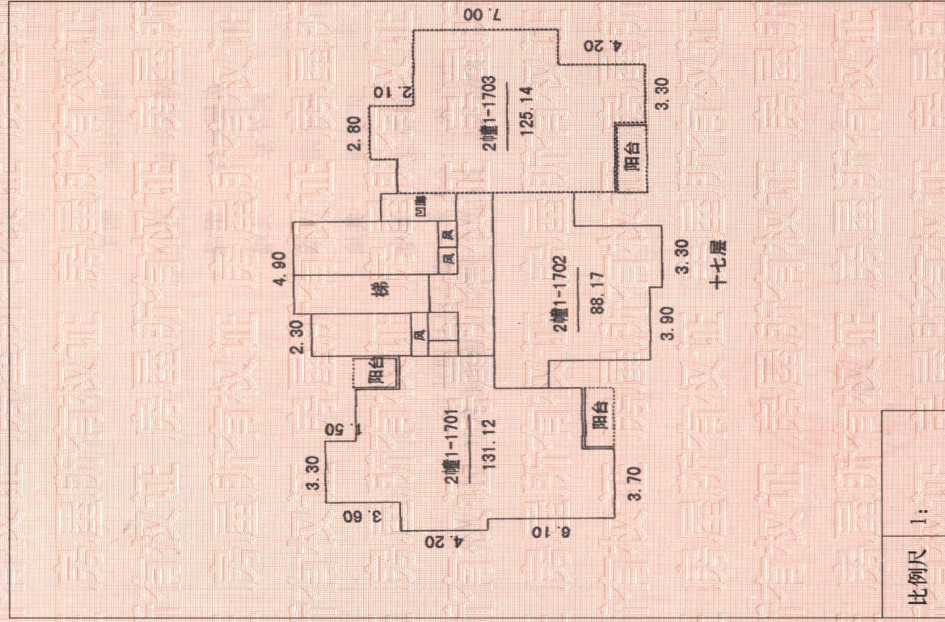 7.00
4.20
2.10
2.80
2幢1-1703
125.14
3.30
阳台
凹廊
4.90
风
风
梯
2.30
风
阳台
2幢1-1702
88.17
3.30
3.90
十七层
1.50
3.30
2幢1-1701
131.12
阳台
3.60
4.20
6.10
3.70
比例尺
1: